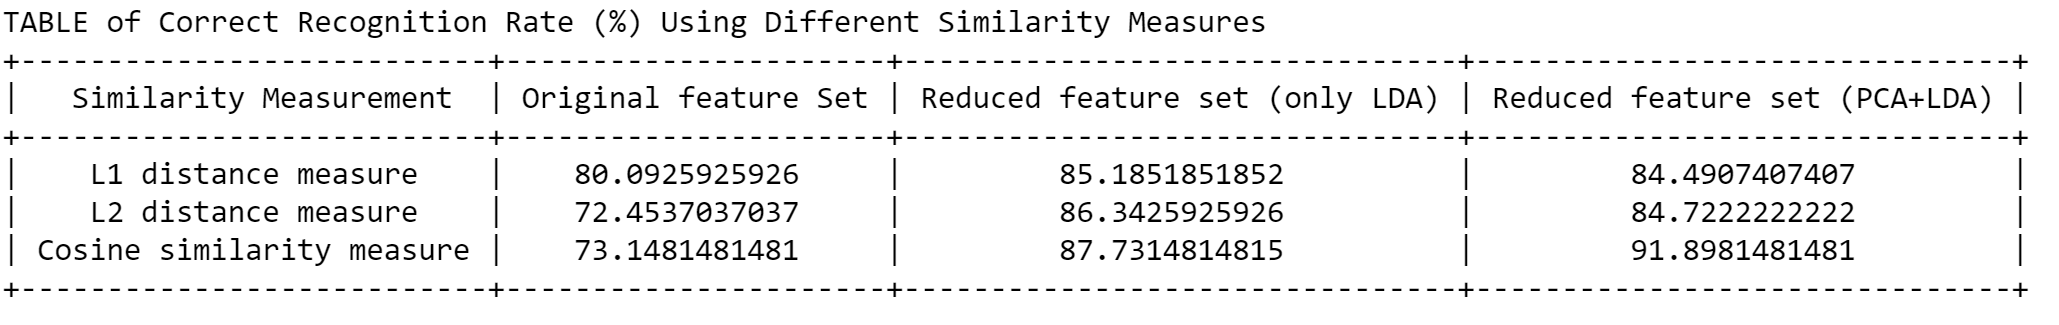 TABLE of Correct Recognition Rate (%) Using Different Similarity Measures
+---------------------------+----------------------+--------------------------------+-------------------------------+
|   Similarity Measurement  | Original feature Set | Reduced feature set (only LDA) | Reduced feature set (PCA+LDA) |
+---------------------------+----------------------+--------------------------------+-------------------------------+
|    L1 distance measure    |    80.0925925926     |         85.1851851852          |         84.4907407407         |
|    L2 distance measure    |    72.4537037037     |         86.3425925926          |         84.7222222222         |
| Cosine similarity measure |    73.1481481481     |         87.7314814815          |         91.8981481481         |
+---------------------------+----------------------+--------------------------------+-------------------------------+